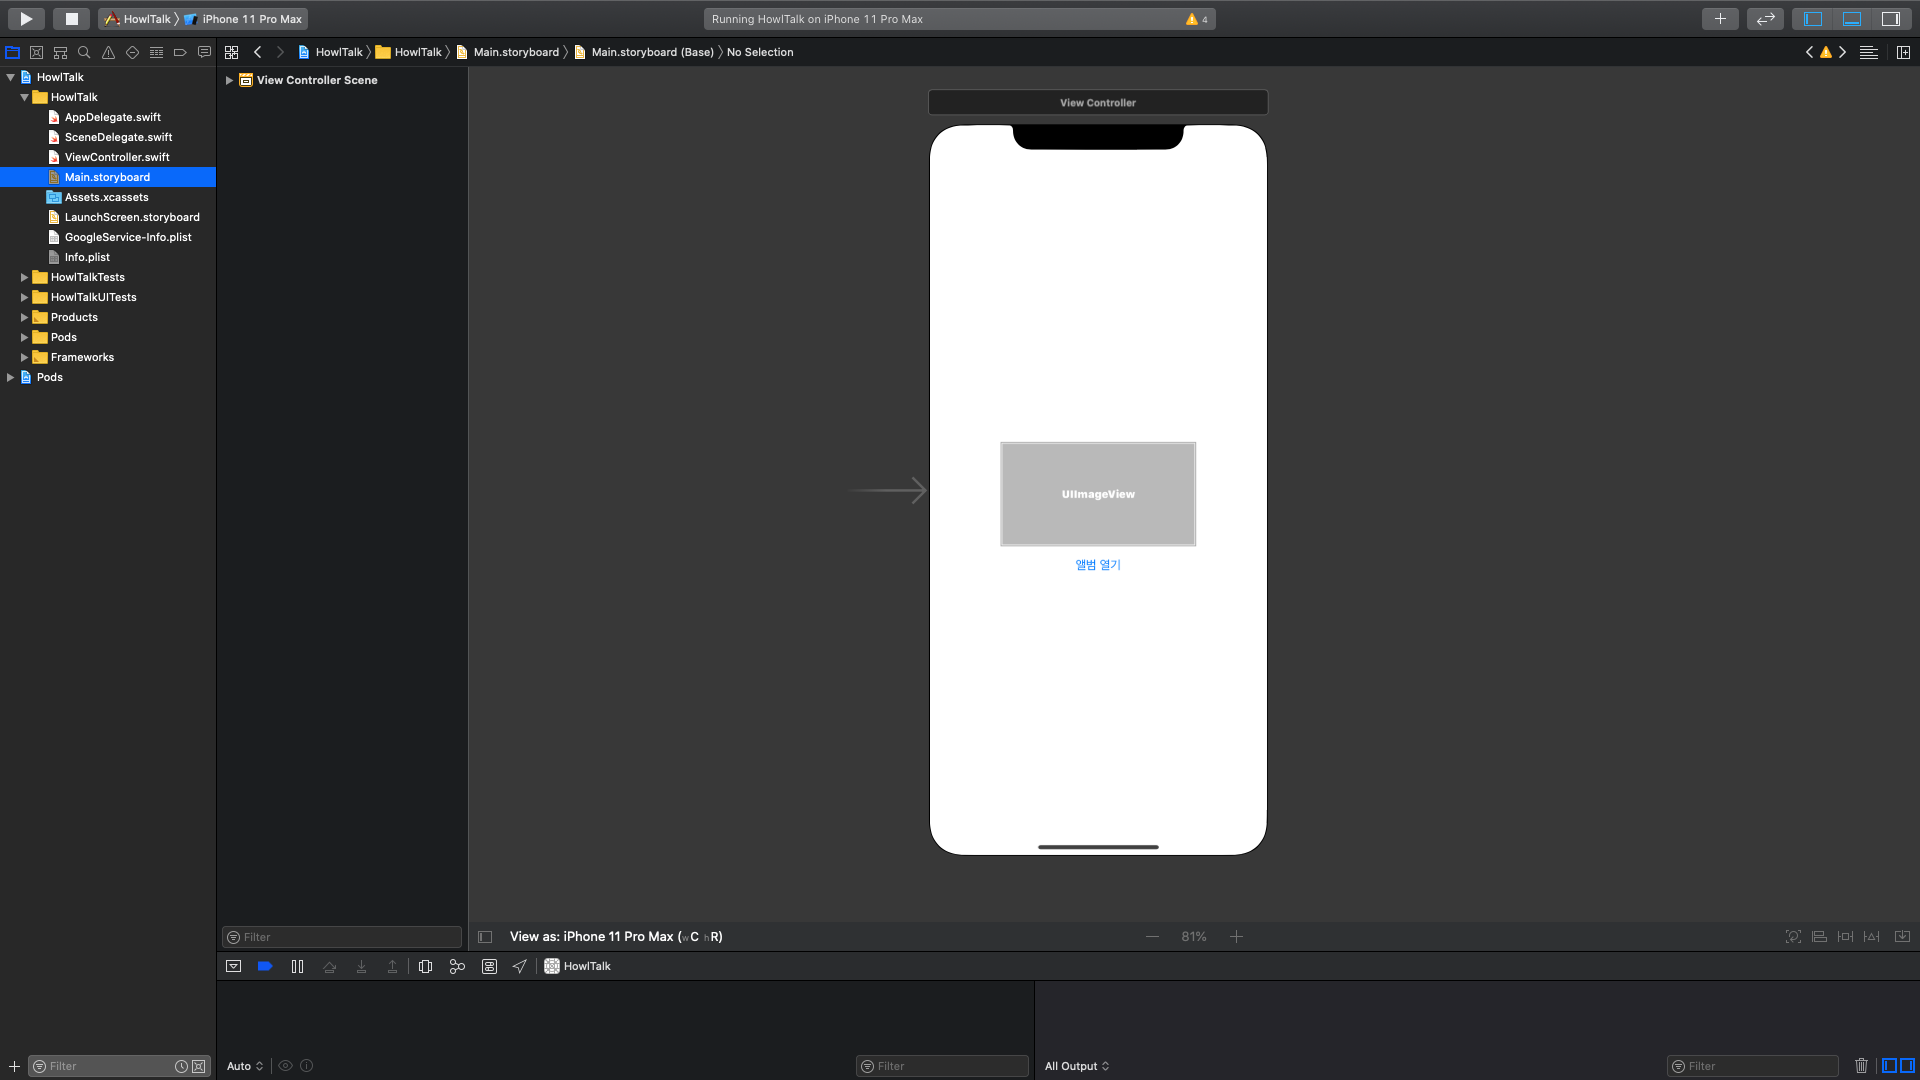 HowlTalk 〉 iPhone 11 Pro Max
Running HowlTalk on iPhone 11 Pro Max
4
HowlTalk 〉 HowlTalk 〉 Main.storyboard 〉 Main.storyboard (Base) 〉 No Selection
HowlTalk
HowlTalk
AppDelegate.swift
SceneDelegate.swift
ViewController.swift
Main.storyboard
Assets.xcassets
LaunchScreen.storyboard
GoogleService-Info.plist
Info.plist
HowlTalkTests
HowlTalkUITests
Products
Pods
Frameworks
Pods
View Controller Scene
View Controller
UIImageView
앨범 열기
Filter
View as: iPhone 11 Pro Max (wC hR)
81%
HowlTalk
Filter
Auto
Filter
All Output
Filter